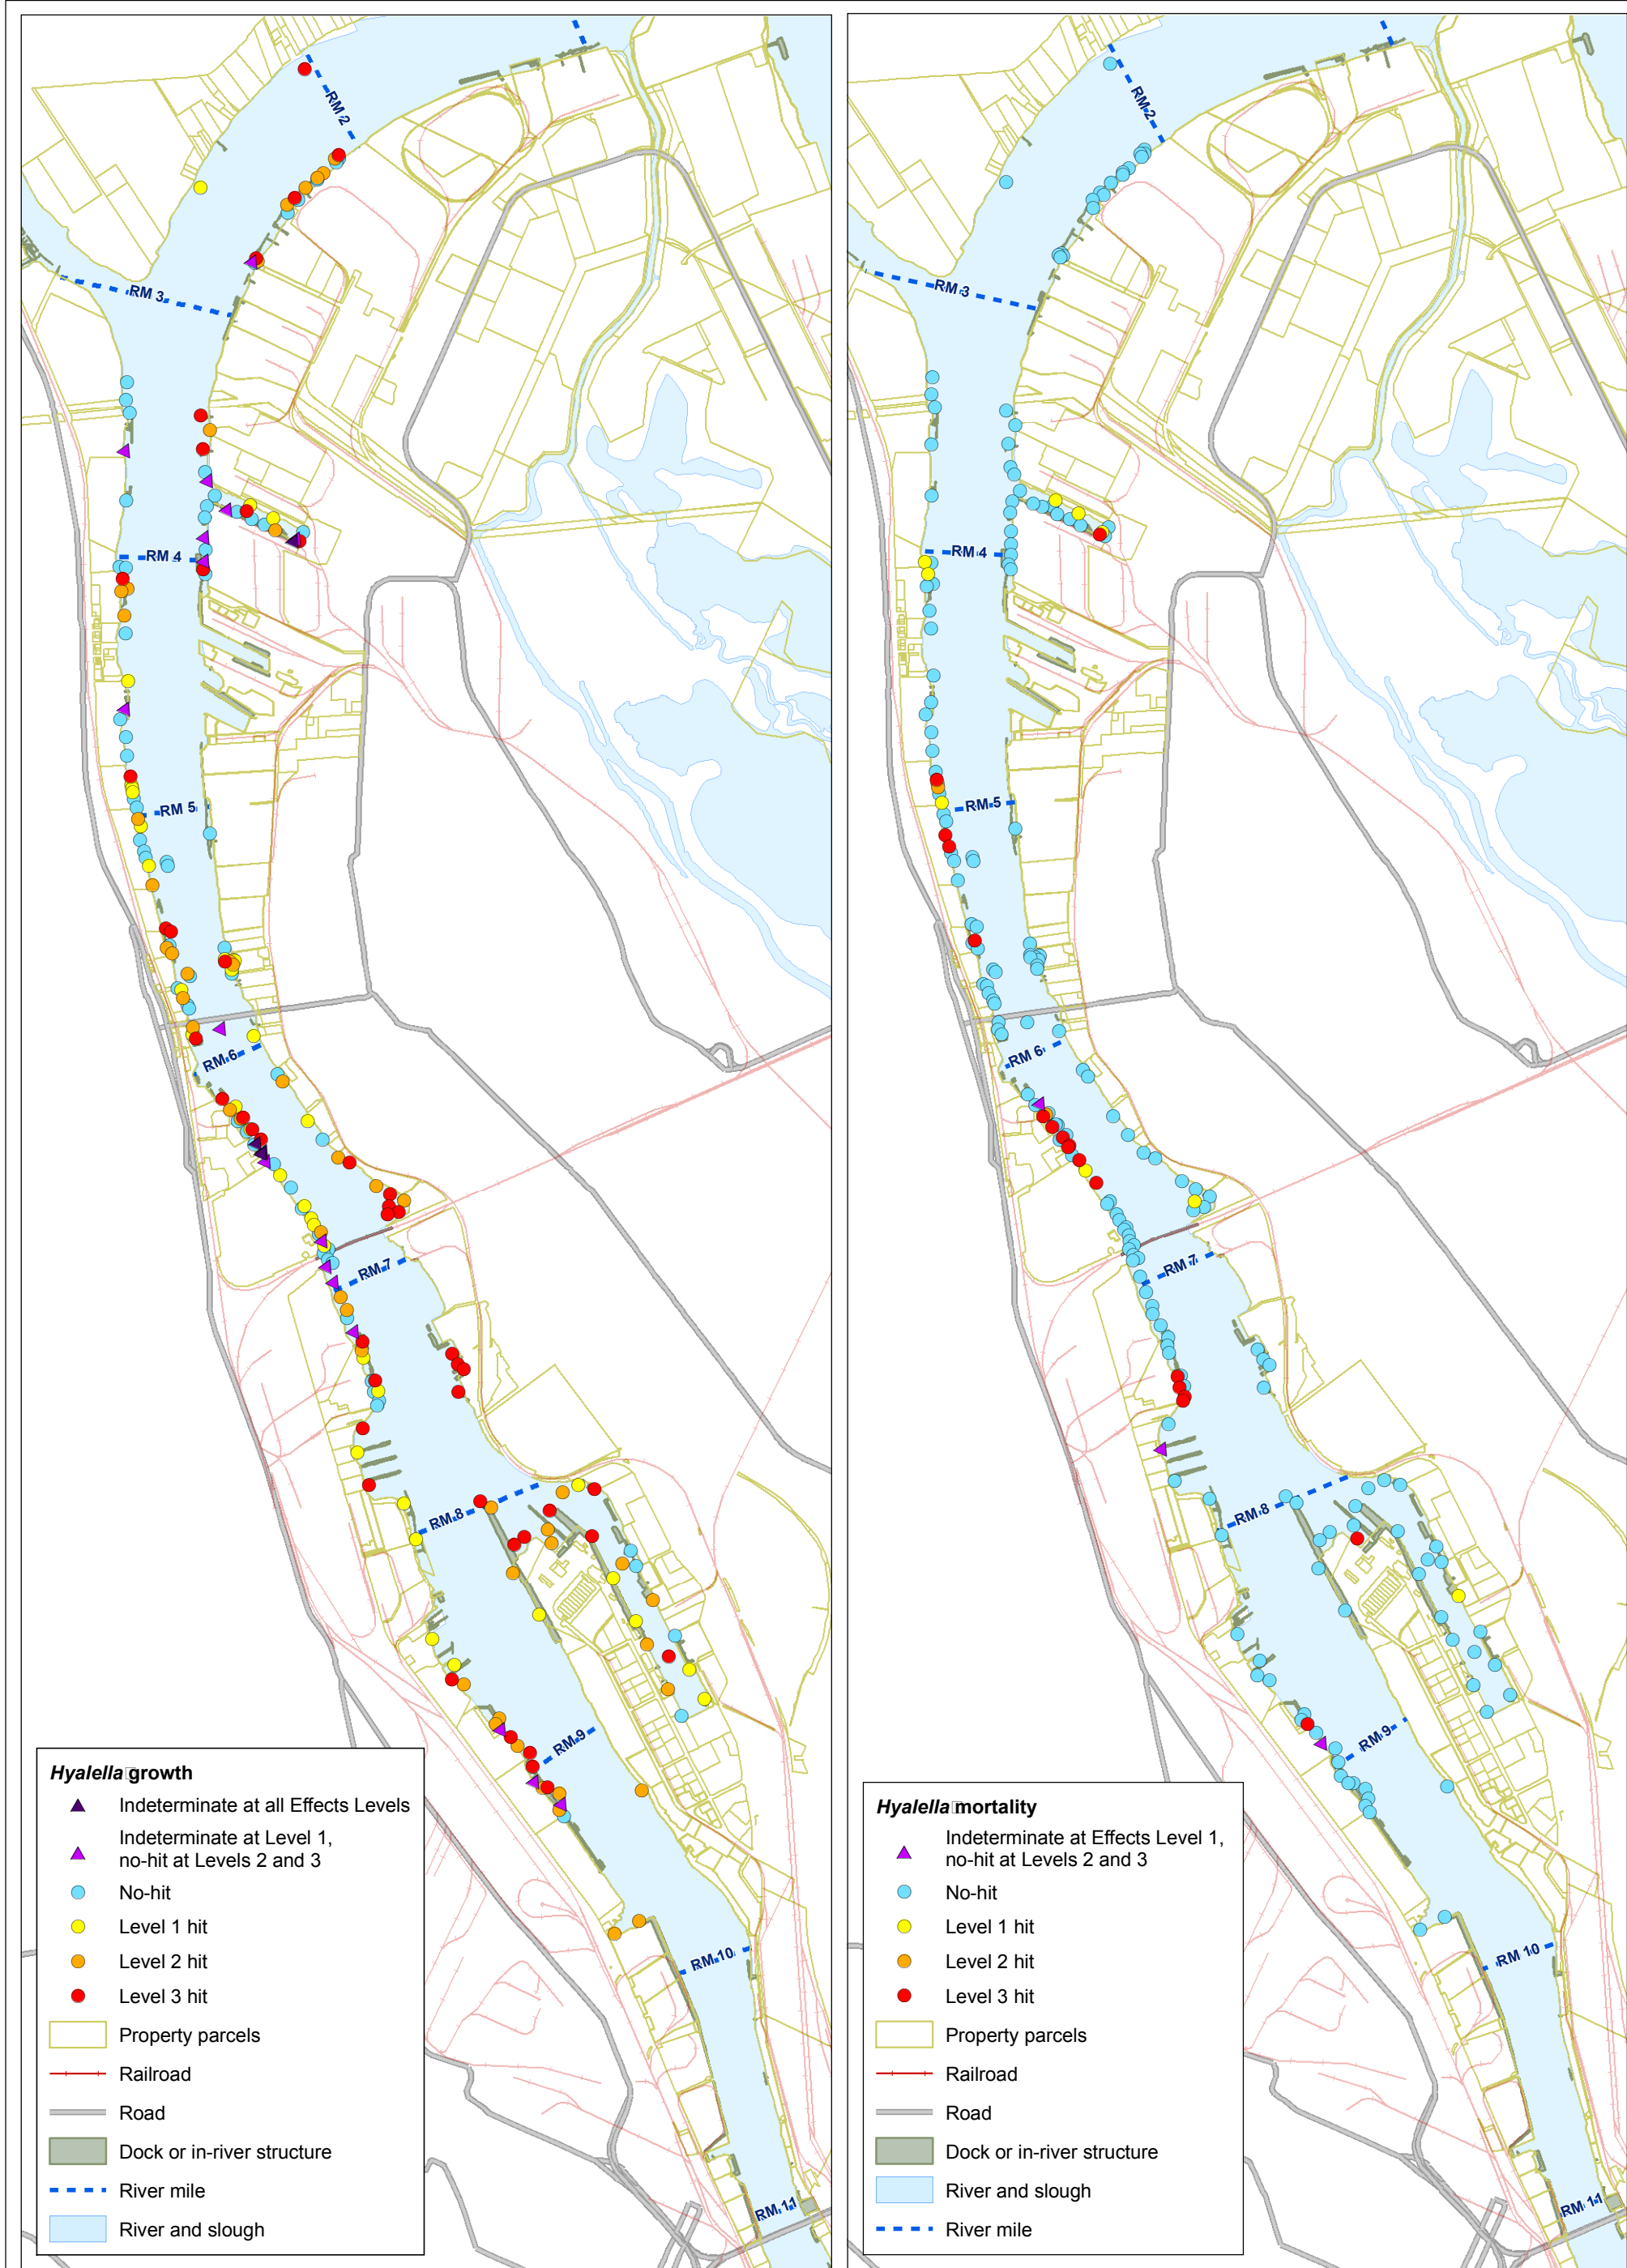 RM 2
RM 3
RM 4
RM 5
RM 6
RM 7
RM 8
RM 9
RM 10
RM 11
Hyalella growth
Indeterminate at all Effects Levels
Indeterminate at Level 1,
no-hit at Levels 2 and 3
No-hit
Level 1 hit
Level 2 hit
Level 3 hit
Property parcels
Railroad
Road
Dock or in-river structure
River mile
River and slough
RM 2
RM 3
RM 4
RM 5
RM 6
RM 7
RM 8
RM 9
RM 10
RM 11
Hyalella mortality
Indeterminate at Effects Level 1,
no-hit at Levels 2 and 3
No-hit
Level 1 hit
Level 2 hit
Level 3 hit
Property parcels
Railroad
Road
Dock or in-river structure
River and slough
River mile